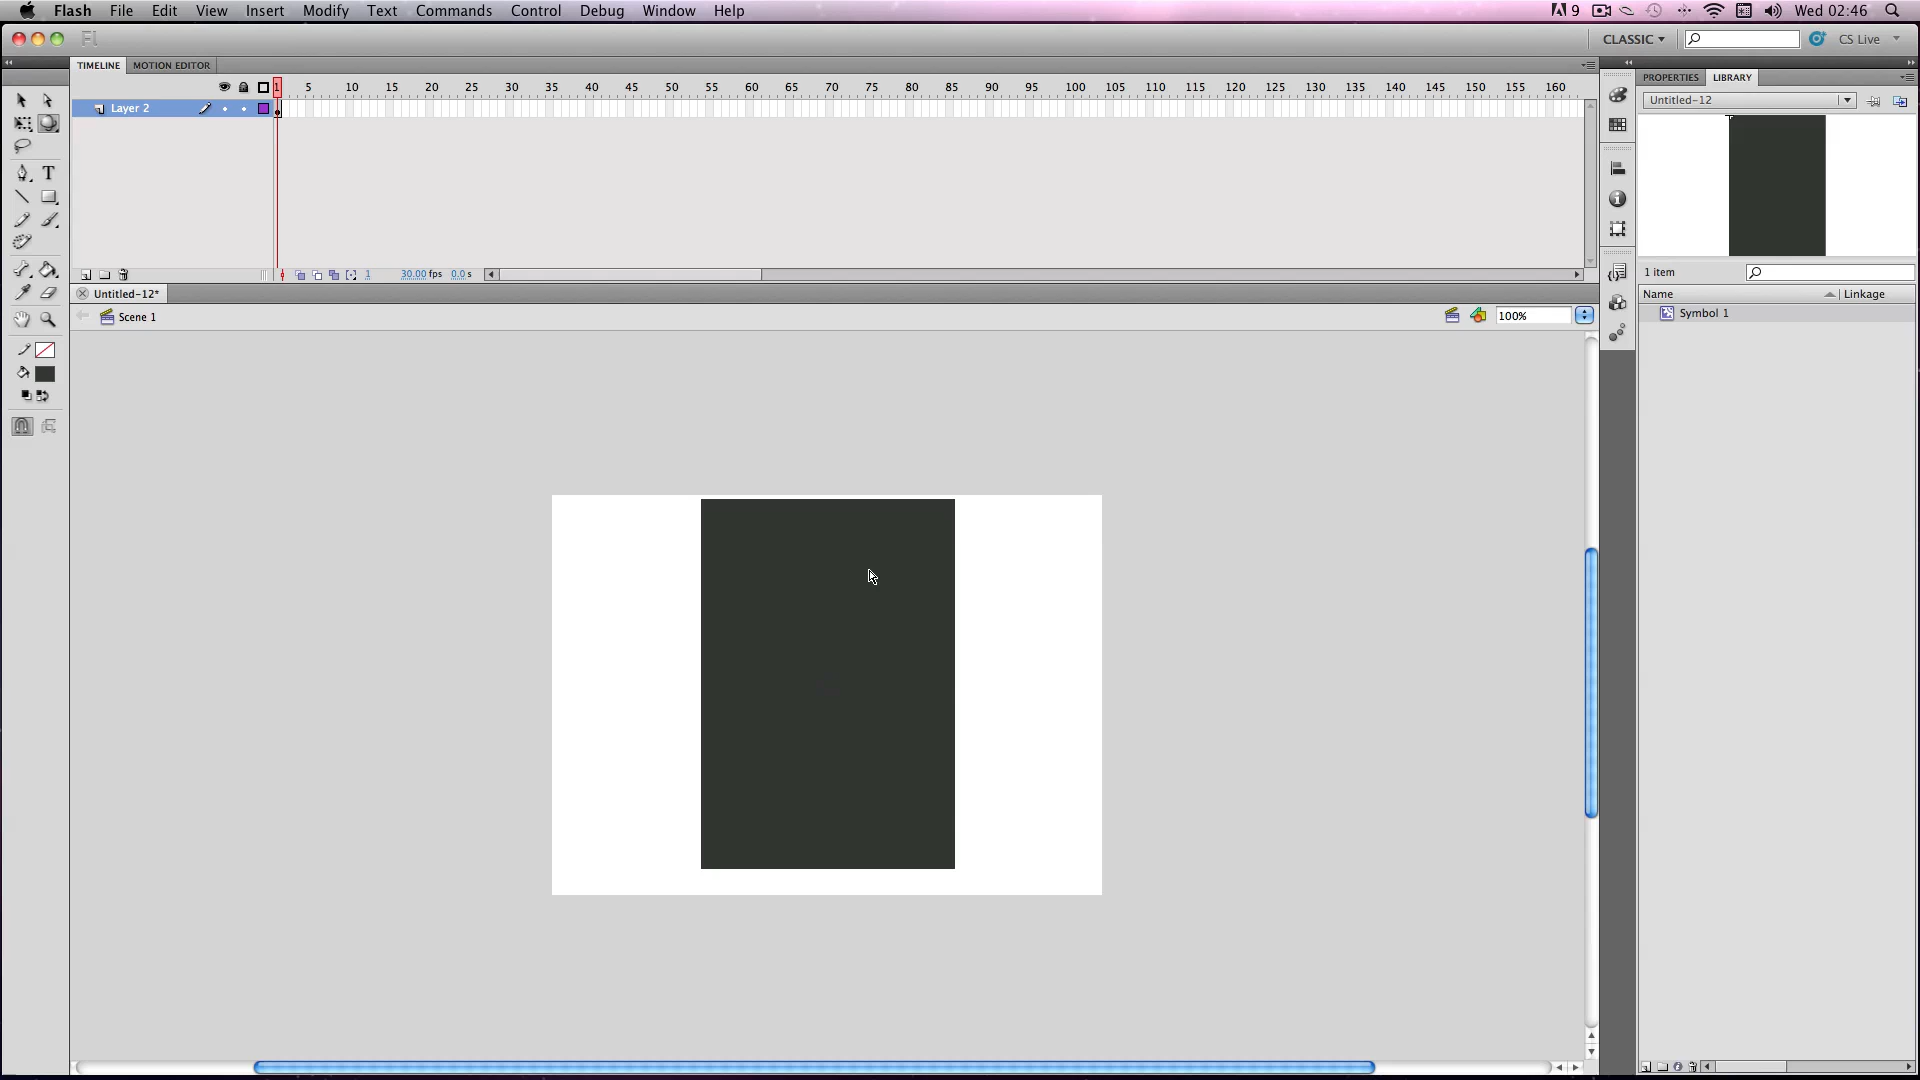 Flash File Edit View Insert Modify Text Commands Control Debug Window Help 9 Wed 02:46
Fl CLASSIC CS Live
TIMELINE MOTION EDITOR
1 5 10 15 20 25 30 35 40 45 50 55 60 65 70 75 80 85 90 95 100 105 110 115 120 125 130 135 140 145 150 155 160
Layer 2
T
1 30.00 fps 0.0 s
Untitled-12*
Scene 1 100%
PROPERTIES LIBRARY
Untitled-12
1 item
Name Linkage
Symbol 1